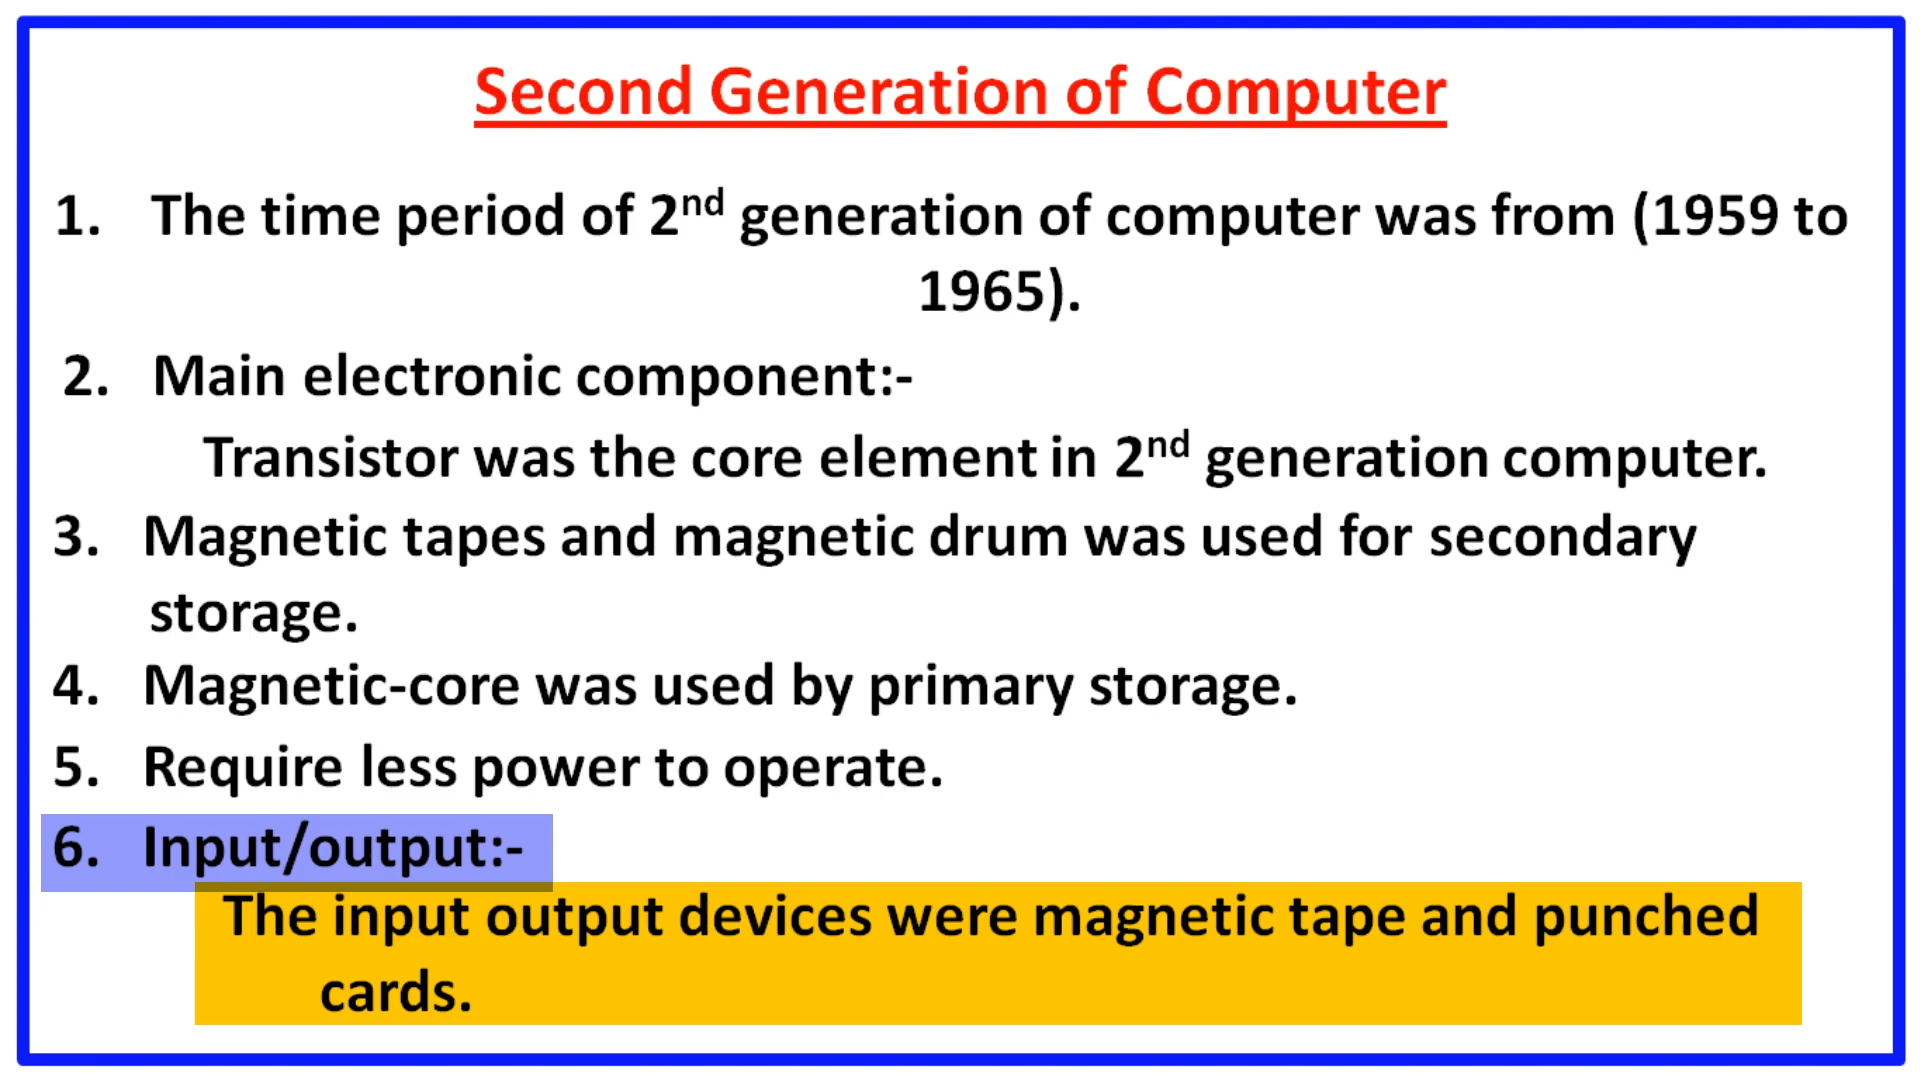 Second Generation of Computer
1. The time period of 2nd generation of computer was from (1959 to
1965).
2. Main electronic component:-
Transistor was the core element in 2nd generation computer.
3. Magnetic tapes and magnetic drum was used for secondary
storage.
4. Magnetic-core was used by primary storage.
5. Require less power to operate.
6. Input/output:-
The input output devices were magnetic tape and punched
cards.